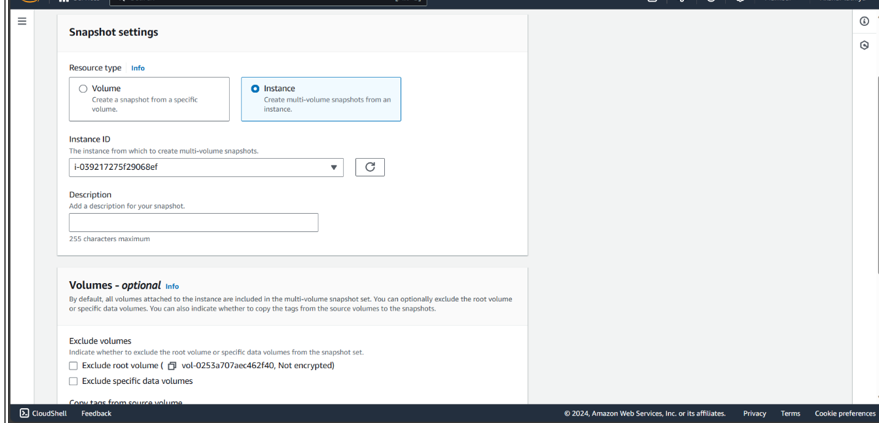 Snapshot settings
Resource type Info
Volume
Create a snapshot from a specific
volume.
Instance
Create multi-volume snapshots from an
instance.
Instance ID
The instance from which to create multi-volume snapshots.
i-039217275f29068ef
Description
Add a description for your snapshot.
255 characters maximum
Volumes - optional Info
By default, all volumes attached to the instance are included in the multi-volume snapshot set. You can optionally exclude the root volume
or specific data volumes. You can also indicate whether to copy the tags from the source volumes to the snapshots.
Exclude volumes
Indicate whether to exclude the root volume or specific data volumes from the snapshot set.
Exclude root volume ( vol-0253a707aec462f40, Not encrypted)
Exclude specific data volumes
Copy tags from source volume
CloudShell Feedback © 2024, Amazon Web Services, Inc. or its affiliates. Privacy Terms Cookie preferences